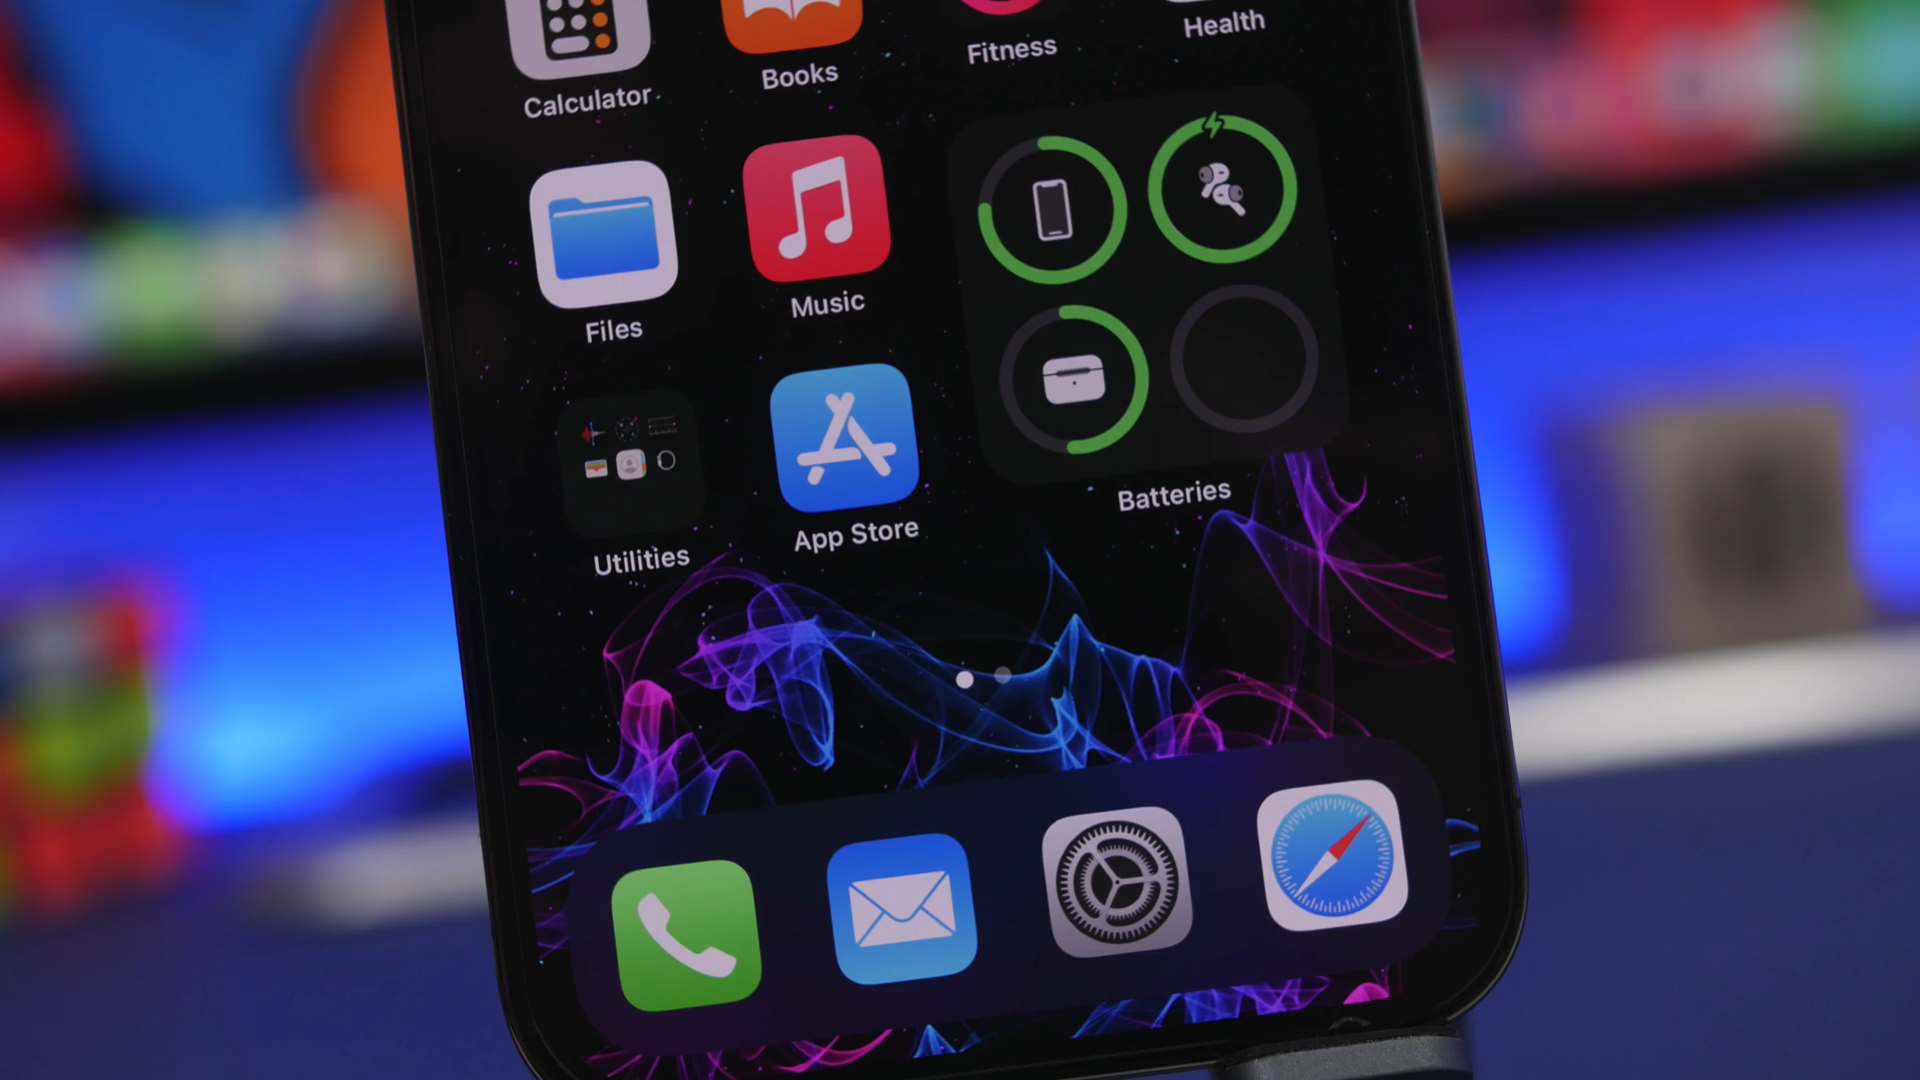 Calculator
Books
Fitness
Health
Files
Music
Utilities
App Store
Batteries